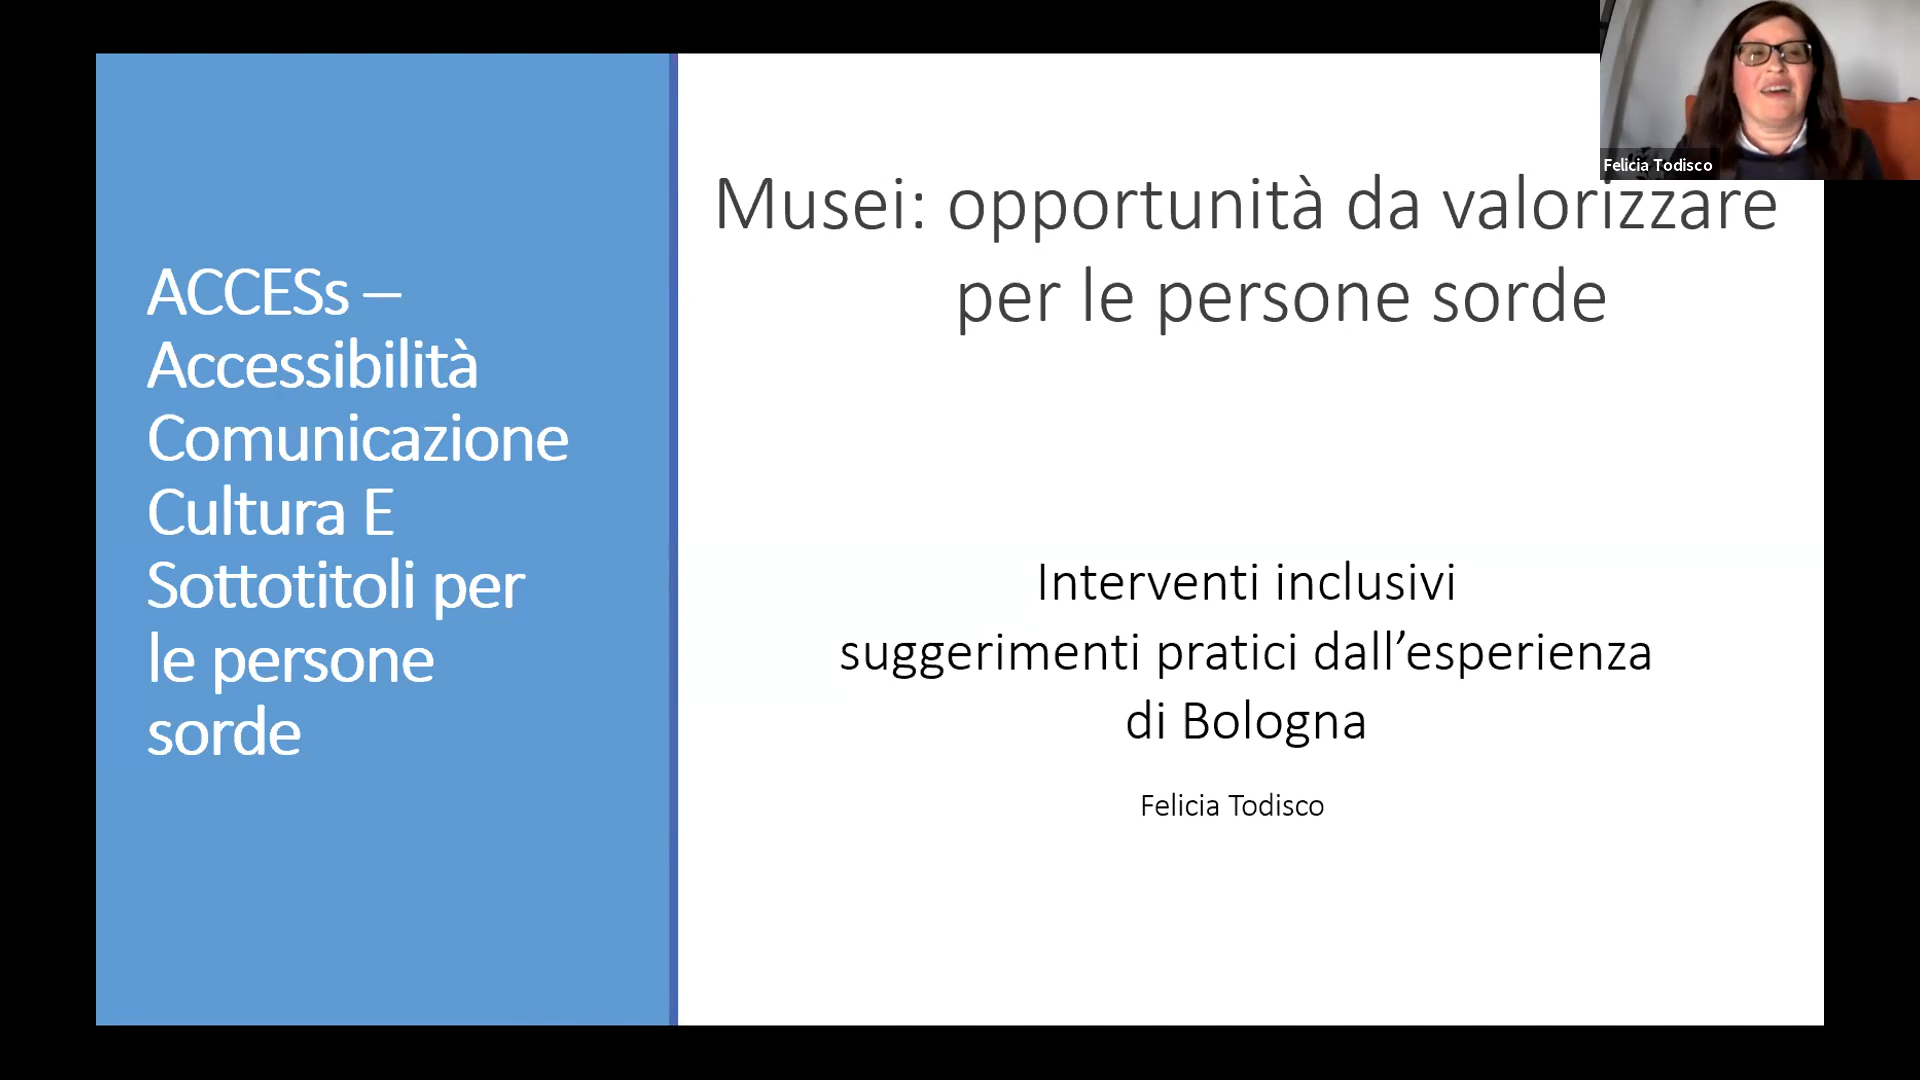 ACCESs –
Accessibilità
Comunicazione
Cultura E
Sottotitoli per
le persone
sorde
Musei: opportunità da valorizzare
per le persone sorde
Interventi inclusivi
suggerimenti pratici dall’esperienza
di Bologna
Felicia Todisco
Felicia Todisco